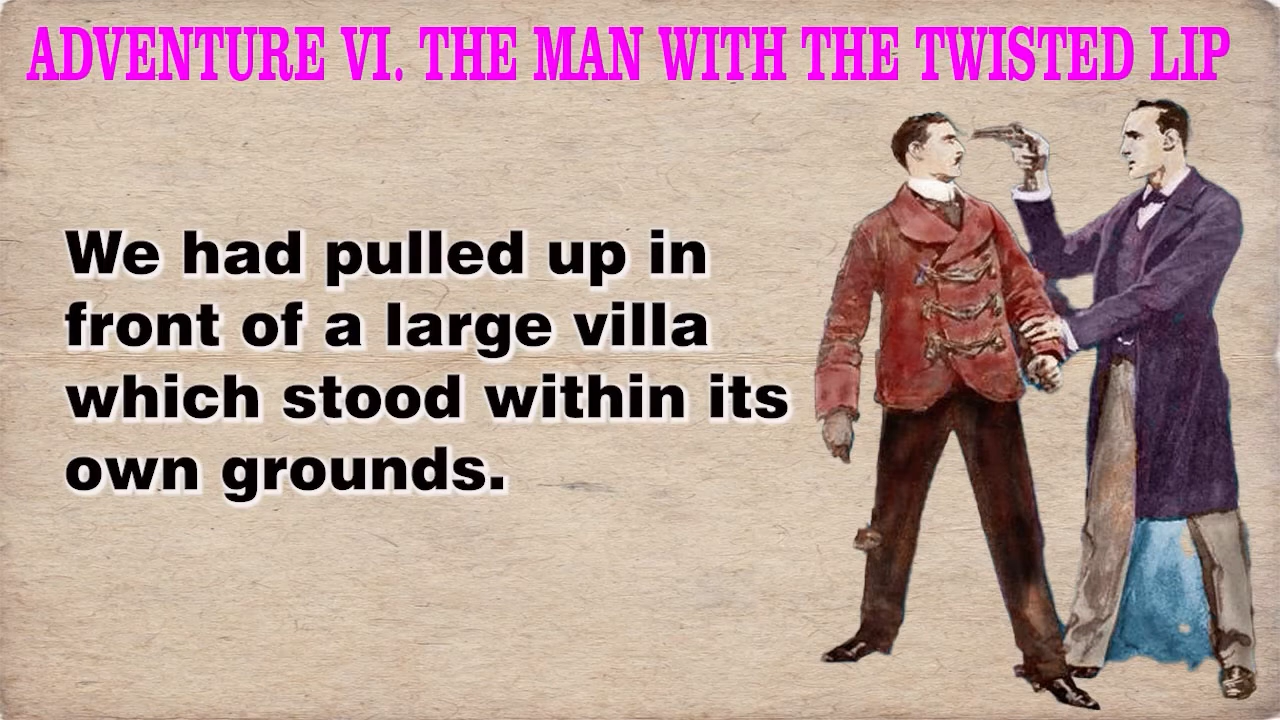 ADVENTURE VI. THE MAN WITH THE TWISTED LIP
We had pulled up in
front of a large villa
which stood within its
own grounds.